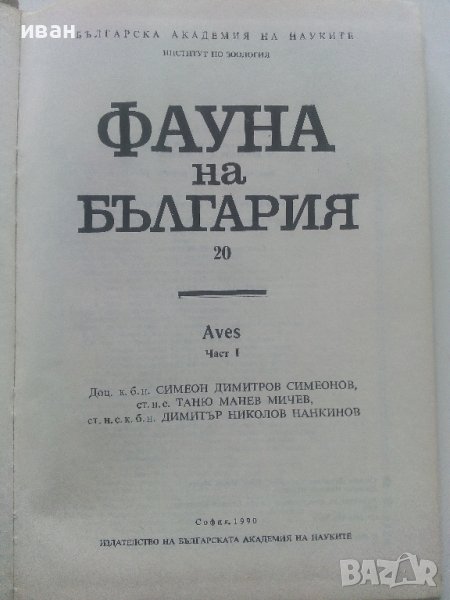 иван
БЪЛГАРСКА АКАДЕМИЯ НА НАУКИТЕ
ИНСТИТУТ ПО ЗООЛОГИЯ
ФАУНА
на
БЪЛГАРИЯ
20
Aves
Част I
Доц. к. б. н. СИМЕОН ДИМИТРОВ СИМЕОНОВ,
ст. н. с. ТАНЮ МАНЕВ МИЧЕВ,
ст. н. с. к. б. н. ДИМИТЪР НИКОЛОВ НАНКИНОВ
София, 1990
ИЗДАТЕЛСТВО НА БЪЛГАРСКАТА АКАДЕМИЯ НА НАУКИТЕ
BAZAR